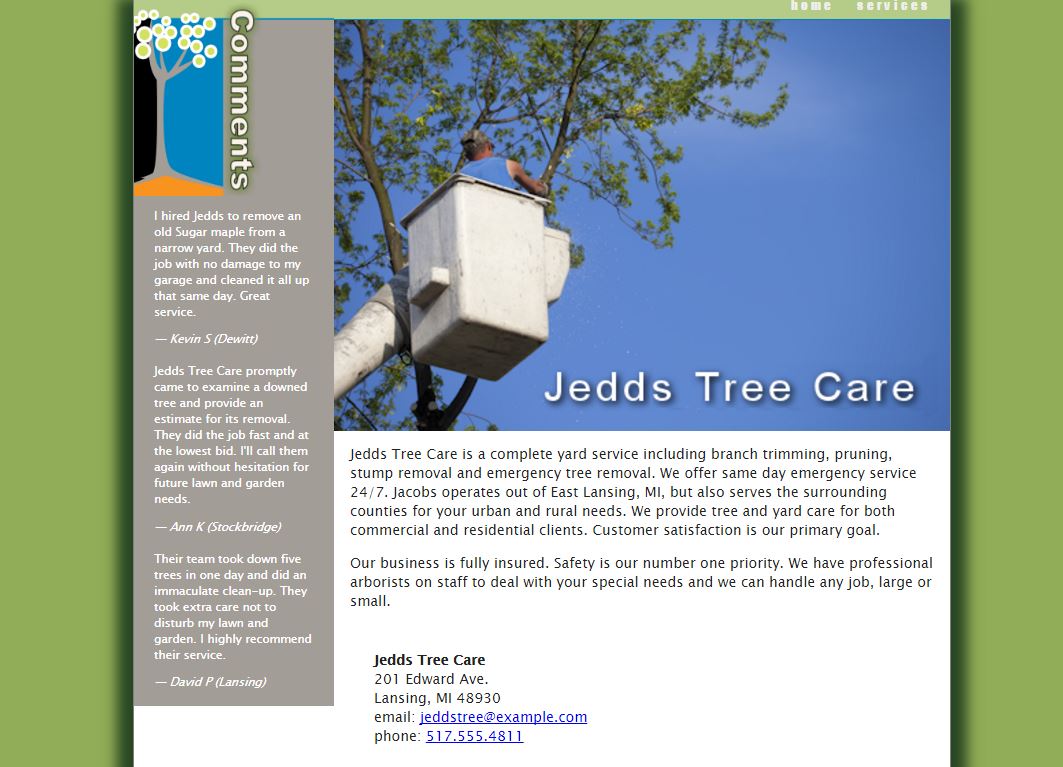 home services
Comments
I hired Jedds to remove an
old Sugar maple from a
narrow yard. They did the
job with no damage to my
garage and cleaned it all up
that same day. Great
service.
— Kevin S (Dewitt)
Jedds Tree Care promptly
came to examine a downed
tree and provide an
estimate for its removal.
They did the job fast and at
the lowest bid. I'll call them
again without hesitation for
future lawn and garden
needs.
— Ann K (Stockbridge)
Their team took down five
trees in one day and did an
immaculate clean-up. They
took extra care not to
disturb my lawn and
garden. I highly recommend
their service.
— David P (Lansing)
Jedds Tree Care
Jedds Tree Care is a complete yard service including branch trimming, pruning,
stump removal and emergency tree removal. We offer same day emergency service
24/7. Jacobs operates out of East Lansing, MI, but also serves the surrounding
counties for your urban and rural needs. We provide tree and yard care for both
commercial and residential clients. Customer satisfaction is our primary goal.
Our business is fully insured. Safety is our number one priority. We have professional
arborists on staff to deal with your special needs and we can handle any job, large or
small.
Jedds Tree Care
201 Edward Ave.
Lansing, MI 48930
email: jeddstree@example.com
phone: 517.555.4811